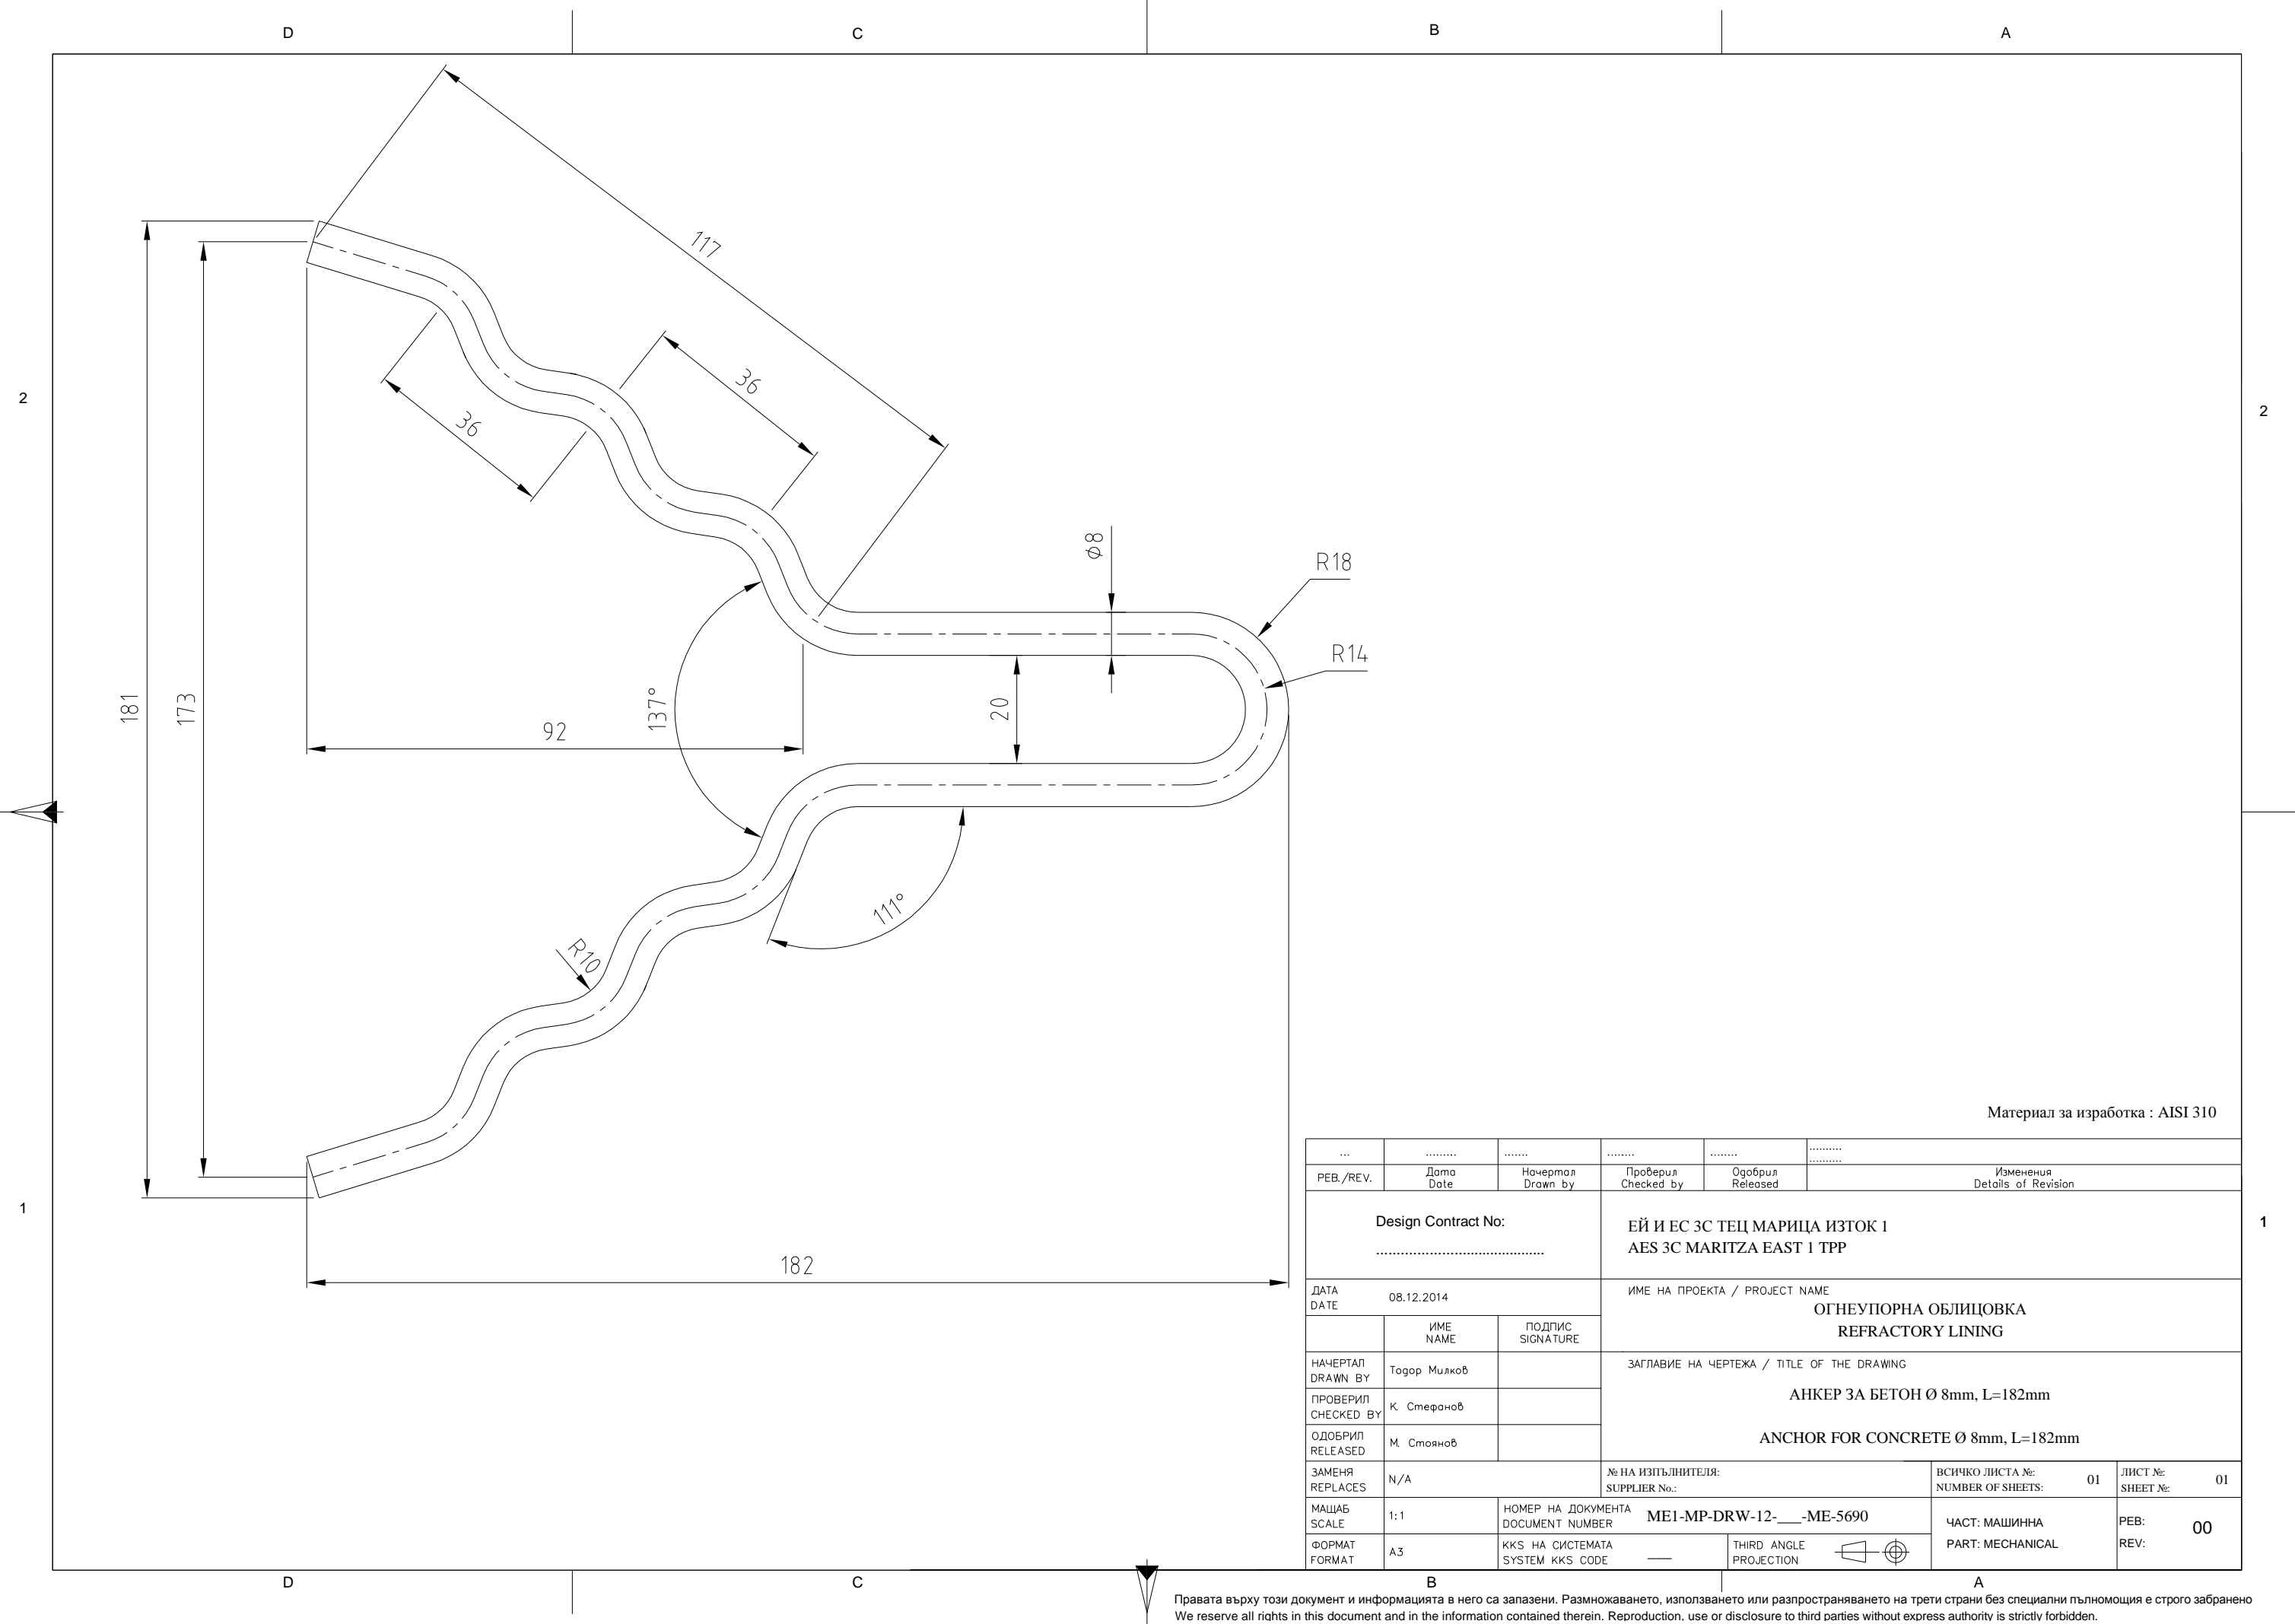 D
C
B
A
2
2
1
1
117
36
36
181
173
92
137°
20
ϕ8
R18
R14
111°
R10
182
Материал за изработка : AISI 310
...
.........
.......
........
........
..........
..........
РЕВ./REV.
Дата
Date
Начертал
Drawn by
Проверил
Checked by
Одобрил
Released
Изменения
Details of Revision
Design Contract No:
.........................................
ЕЙ И ЕС 3С ТЕЦ МАРИЦА ИЗТОК 1
AES 3C MARITZA EAST 1 TPP
ДАТА
DATE
08.12.2014
ИМЕ НА ПРОЕКТА / PROJECT NAME
ОГНЕУПОРНА ОБЛИЦОВКА
REFRACTORY LINING
ИМЕ
NAME
ПОДПИС
SIGNATURE
НАЧЕРТАЛ
DRAWN BY
Тодор Милков
ЗАГЛАВИЕ НА ЧЕРТЕЖА / TITLE OF THE DRAWING
АНКЕР ЗА БЕТОН Ø 8mm, L=182mm
ПРОВЕРИЛ
CHECKED BY
К. Стефанов
ОДОБРИЛ
RELEASED
М. Стоянов
ANCHOR FOR CONCRETE Ø 8mm, L=182mm
ЗАМЕНЯ
REPLACES
N/A
№ НА ИЗПЪЛНИТЕЛЯ:
SUPPLIER No.:
ВСИЧКО ЛИСТА №:
NUMBER OF SHEETS:
01
ЛИСТ №:
SHEET №:
01
МАЩАБ
SCALE
1:1
НОМЕР НА ДОКУМЕНТА
DOCUMENT NUMBER
ME1-MP-DRW-12-___-ME-5690
ЧАСТ: МАШИННА
PART: MECHANICAL
РЕВ:
REV:
00
ФОРМАТ
FORMAT
A3
KKS НА СИСТЕМАТА
SYSTEM KKS CODE
___
THIRD ANGLE
PROJECTION
D
C
B
A
Правата върху този документ и информацията в него са запазени. Размножаването, използването или разпространяването на трети страни без специални пълномощия е строго забранено
We reserve all rights in this document and in the information contained therein. Reproduction, use or disclosure to third parties without express authority is strictly forbidden.